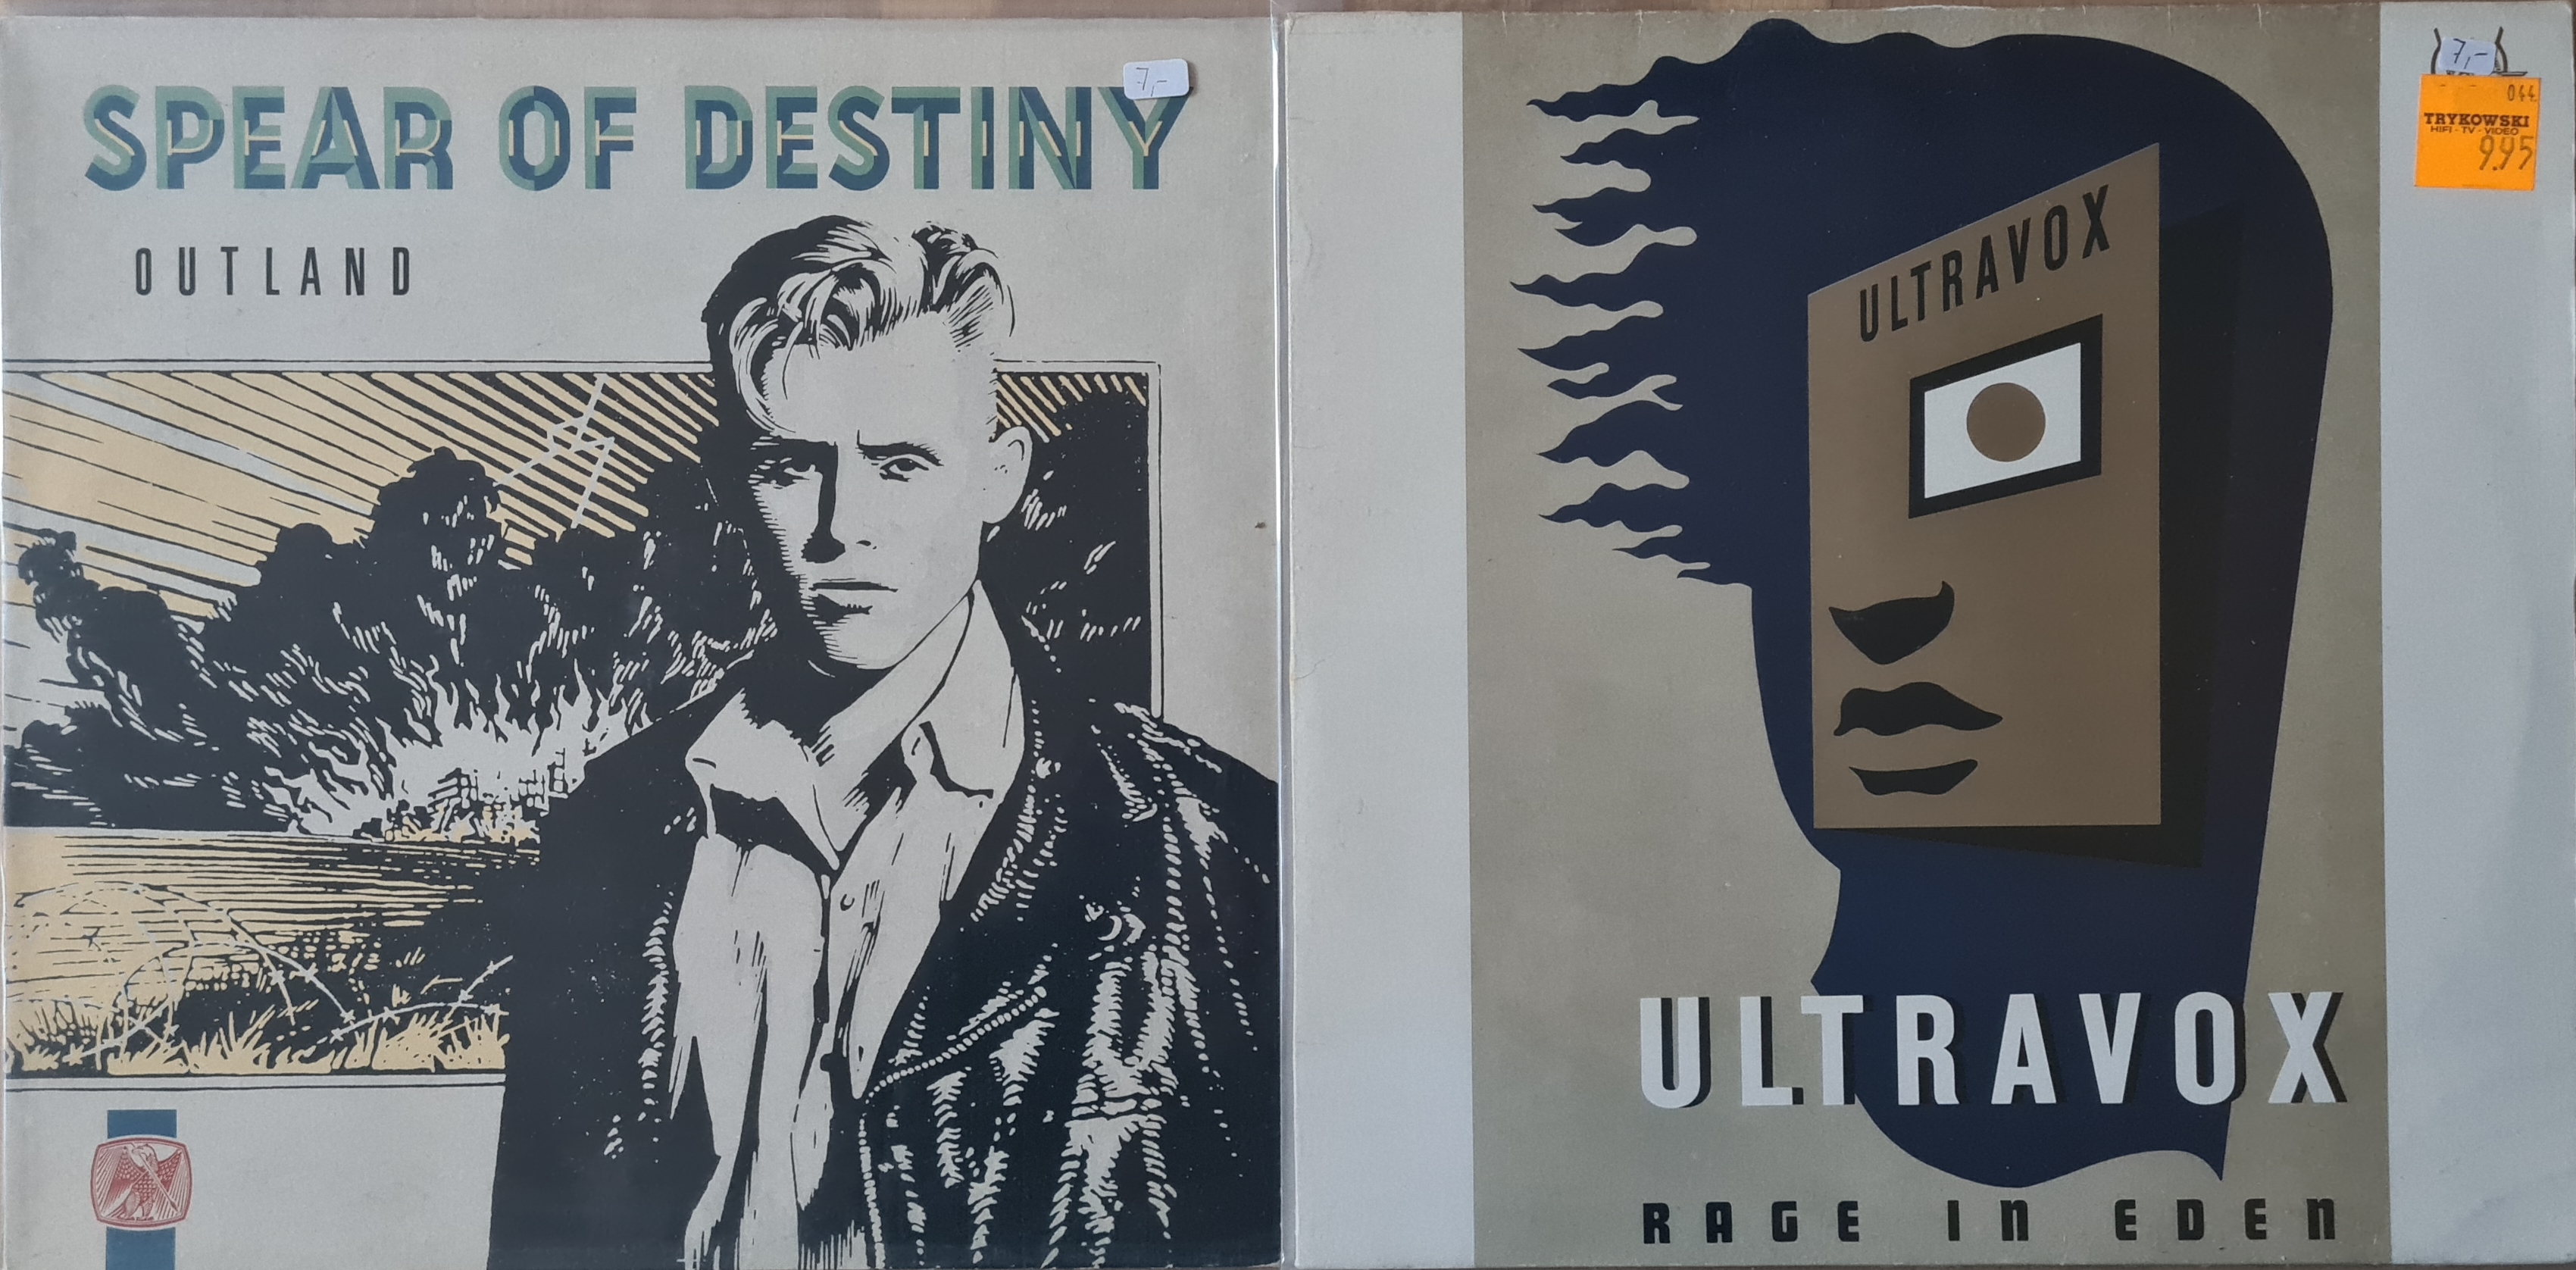 SPEAR OF DESTINY
7,-
OUTLAND
ULTRAVOX
ULTRAVOX
RAGE IN EDEN
7,-
044
TRYKOWSKI
HIFI-TV-VIDEO
9.95